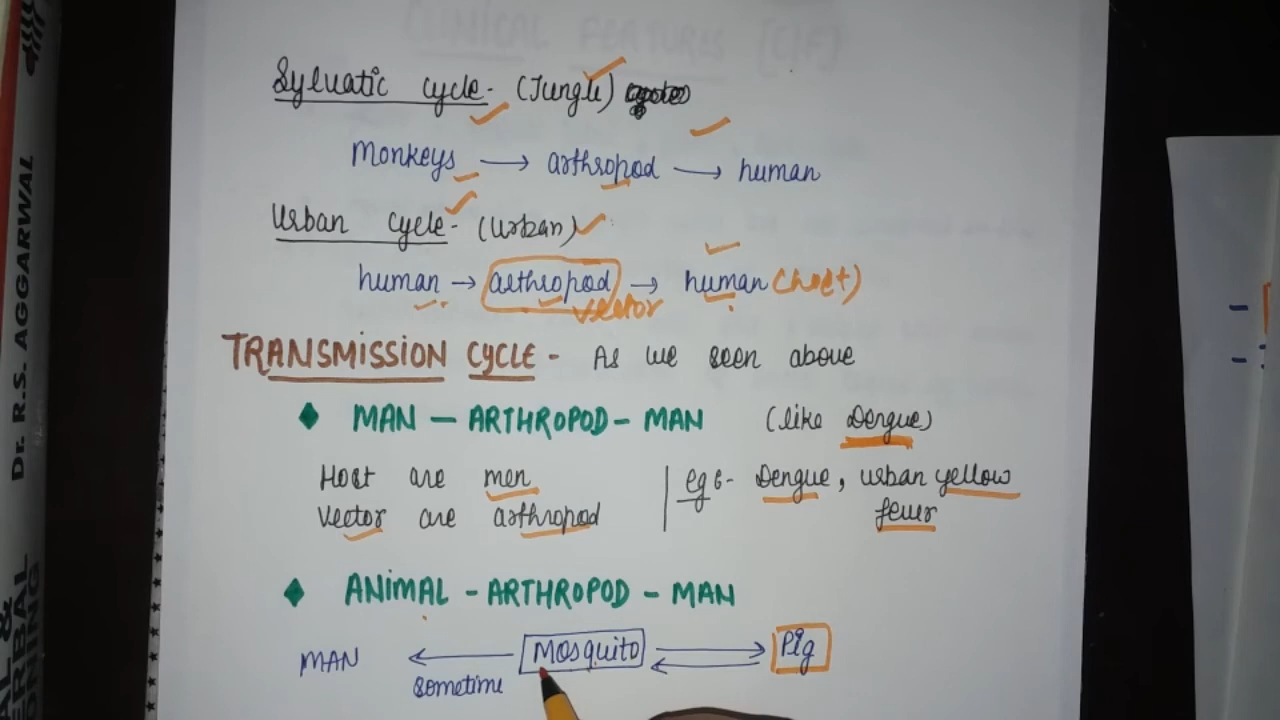 CLINICAL FEATURES [C/F]
Sylvatic cycle - (Jungle)
Monkeys → arthropod → human
Urban cycle - (Urban)
human → arthropod → human (host)
vector
TRANSMISSION CYCLE - As we seen above
◆ MAN - ARTHROPOD - MAN (like Dengue)
Host are men
Vector are arthropod
eg:- Dengue, urban yellow
fever
◆ ANIMAL - ARTHROPOD - MAN
MAN ← Mosquito ⇄ Pig
sometime
Dr. R.S. AGGARWAL